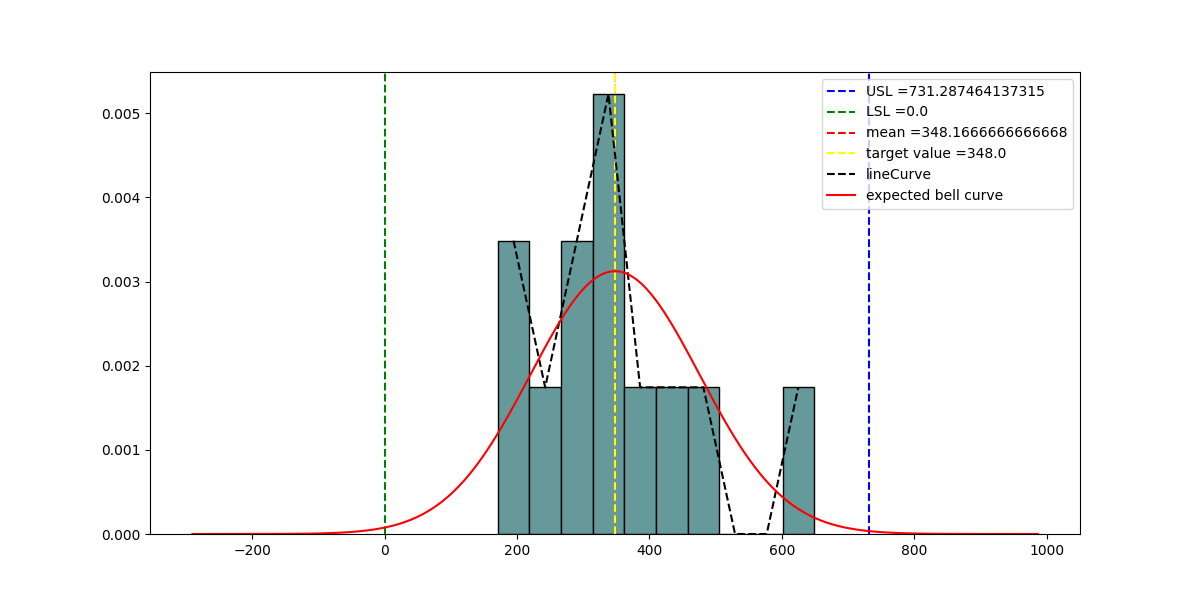 USL =731.287464137315
LSL =0.0
mean =348.1666666666668
target value =348.0
lineCurve
expected bell curve
0.005
0.004
0.003
0.002
0.001
0.000
−200
0
200
400
600
800
1000